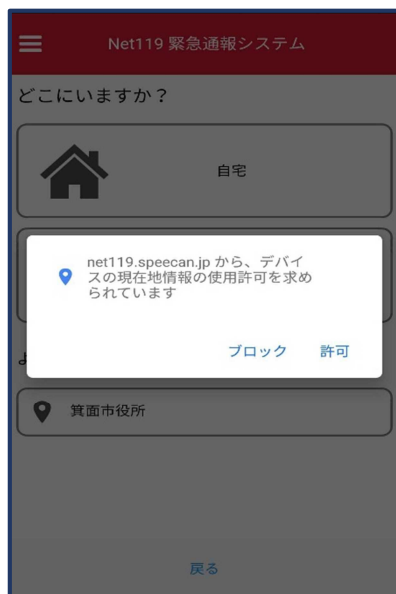 Net119 緊急通報システム
どこにいますか？
自宅
net119.speecan.jp から、デバイ
スの現在地情報の使用許可を求め
られています
ブロック 許可
よ
箕面市役所
戻る